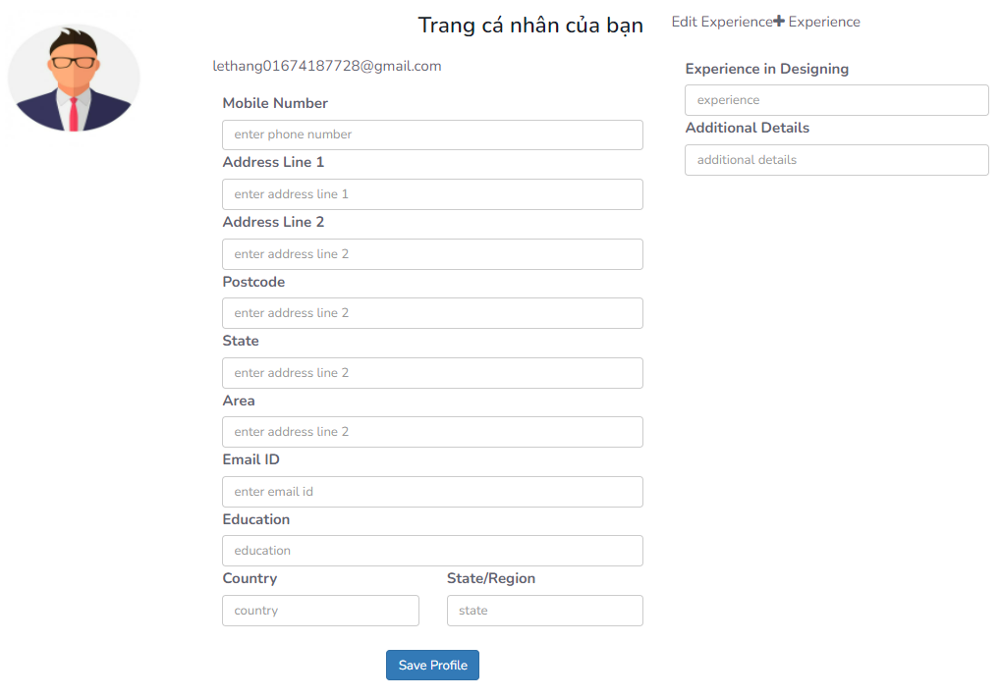 Trang cá nhân của bạn
lethang01674187728@gmail.com
Mobile Number
enter phone number
Address Line 1
enter address line 1
Address Line 2
enter address line 2
Postcode
enter address line 2
State
enter address line 2
Area
enter address line 2
Email ID
enter email id
Education
education
Country State/Region
country state
Save Profile
Edit Experience+ Experience
Experience in Designing
experience
Additional Details
additional details